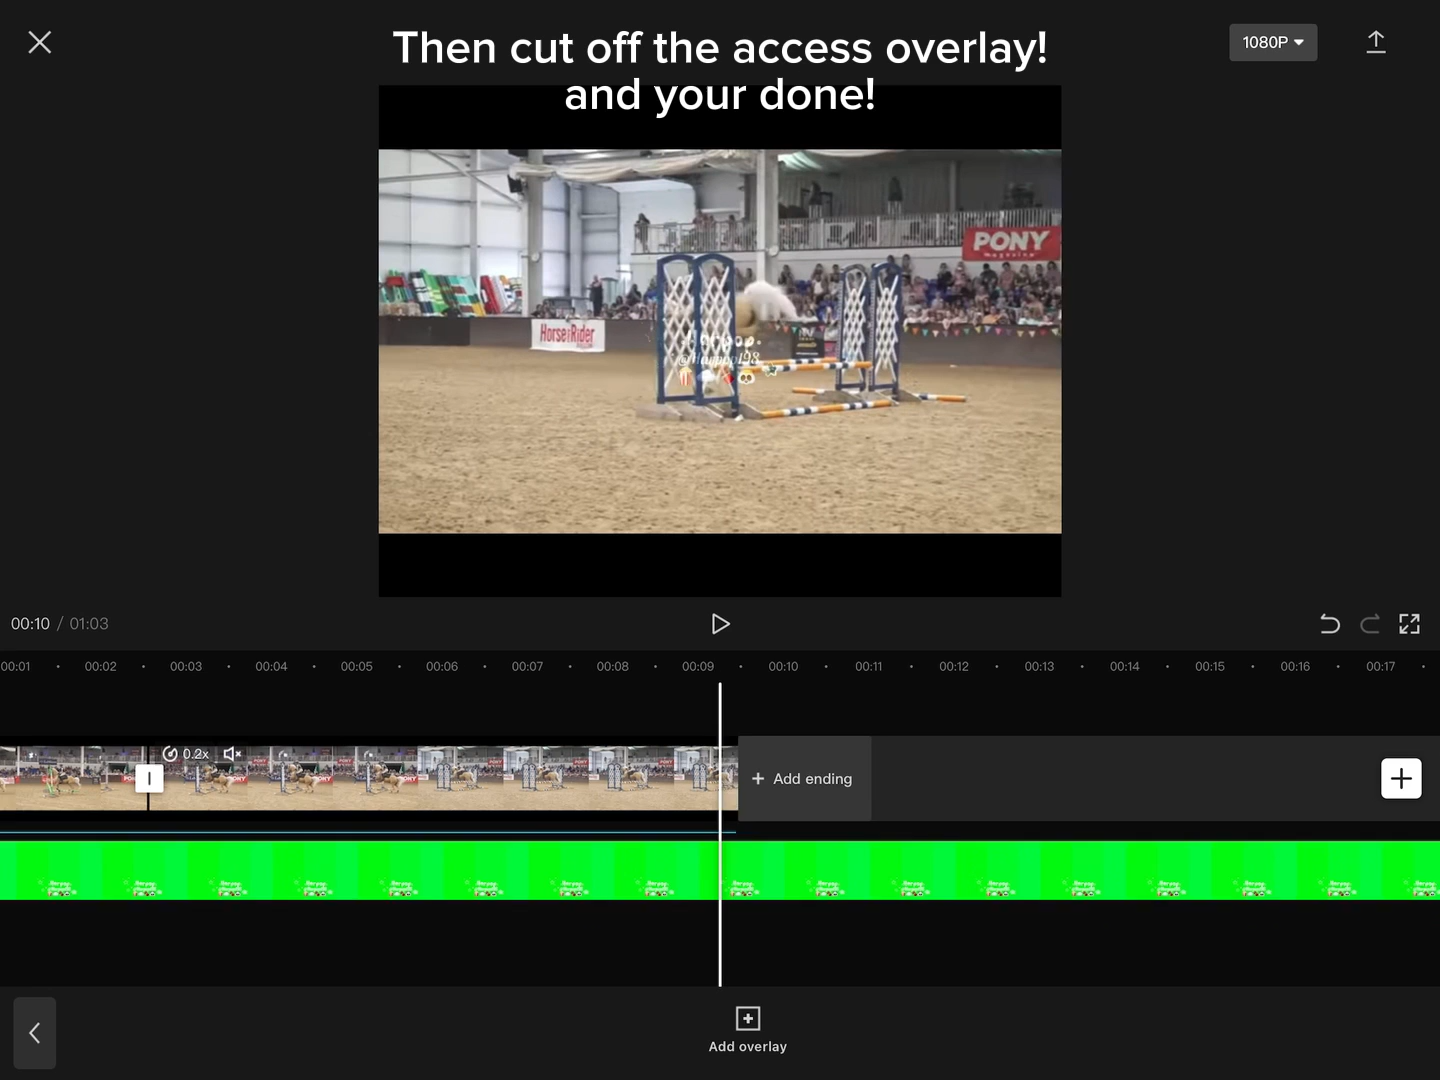 Then cut off the access overlay!
and your done!
1080P
PONY
magazine
Horse&Rider
@Harpop198
00:10 / 01:03
00:01 00:02 00:03 00:04 00:05 00:06 00:07 00:08 00:09 00:10 00:11 00:12 00:13 00:14 00:15 00:16 00:17
0.2x
+ Add ending
Add overlay